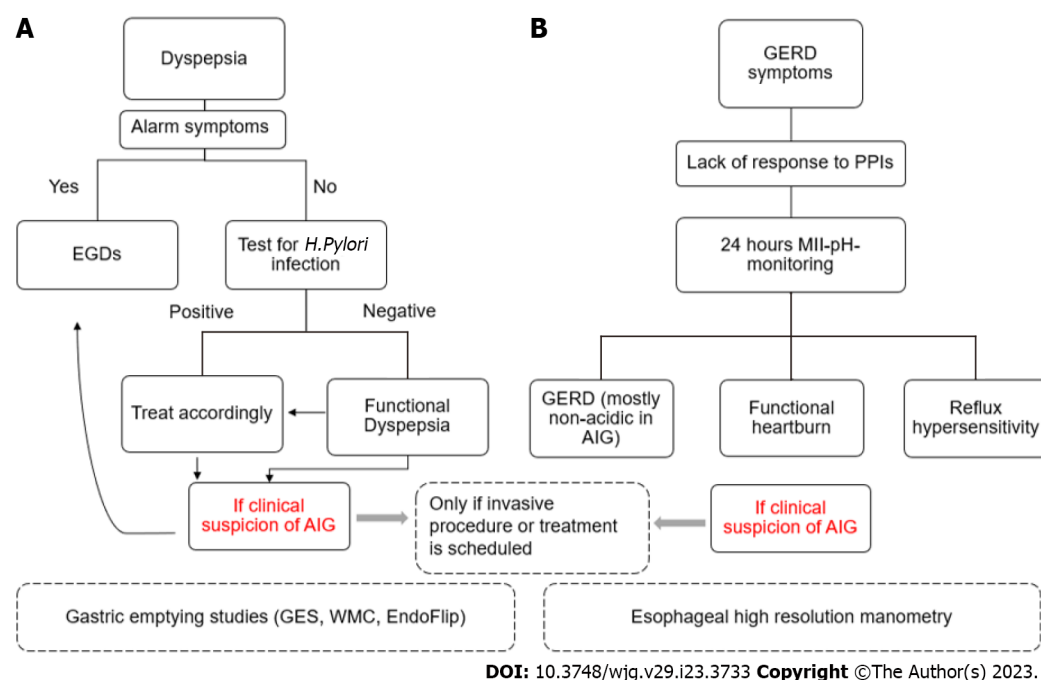 A
Dyspepsia
Alarm symptoms
Yes
No
EGDs
Test for H.Pylori
infection
Positive
Negative
Treat accordingly
Functional
Dyspepsia
If clinical
suspicion of AIG
Only if invasive
procedure or treatment
is scheduled
Gastric emptying studies (GES, WMC, EndoFlip)
B
GERD
symptoms
Lack of response to PPIs
24 hours MII-pH-
monitoring
GERD (mostly
non-acidic in
AIG)
Functional
heartburn
Reflux
hypersensitivity
If clinical
suspicion of AIG
Esophageal high resolution manometry
DOI: 10.3748/wjg.v29.i23.3733 Copyright ©The Author(s) 2023.